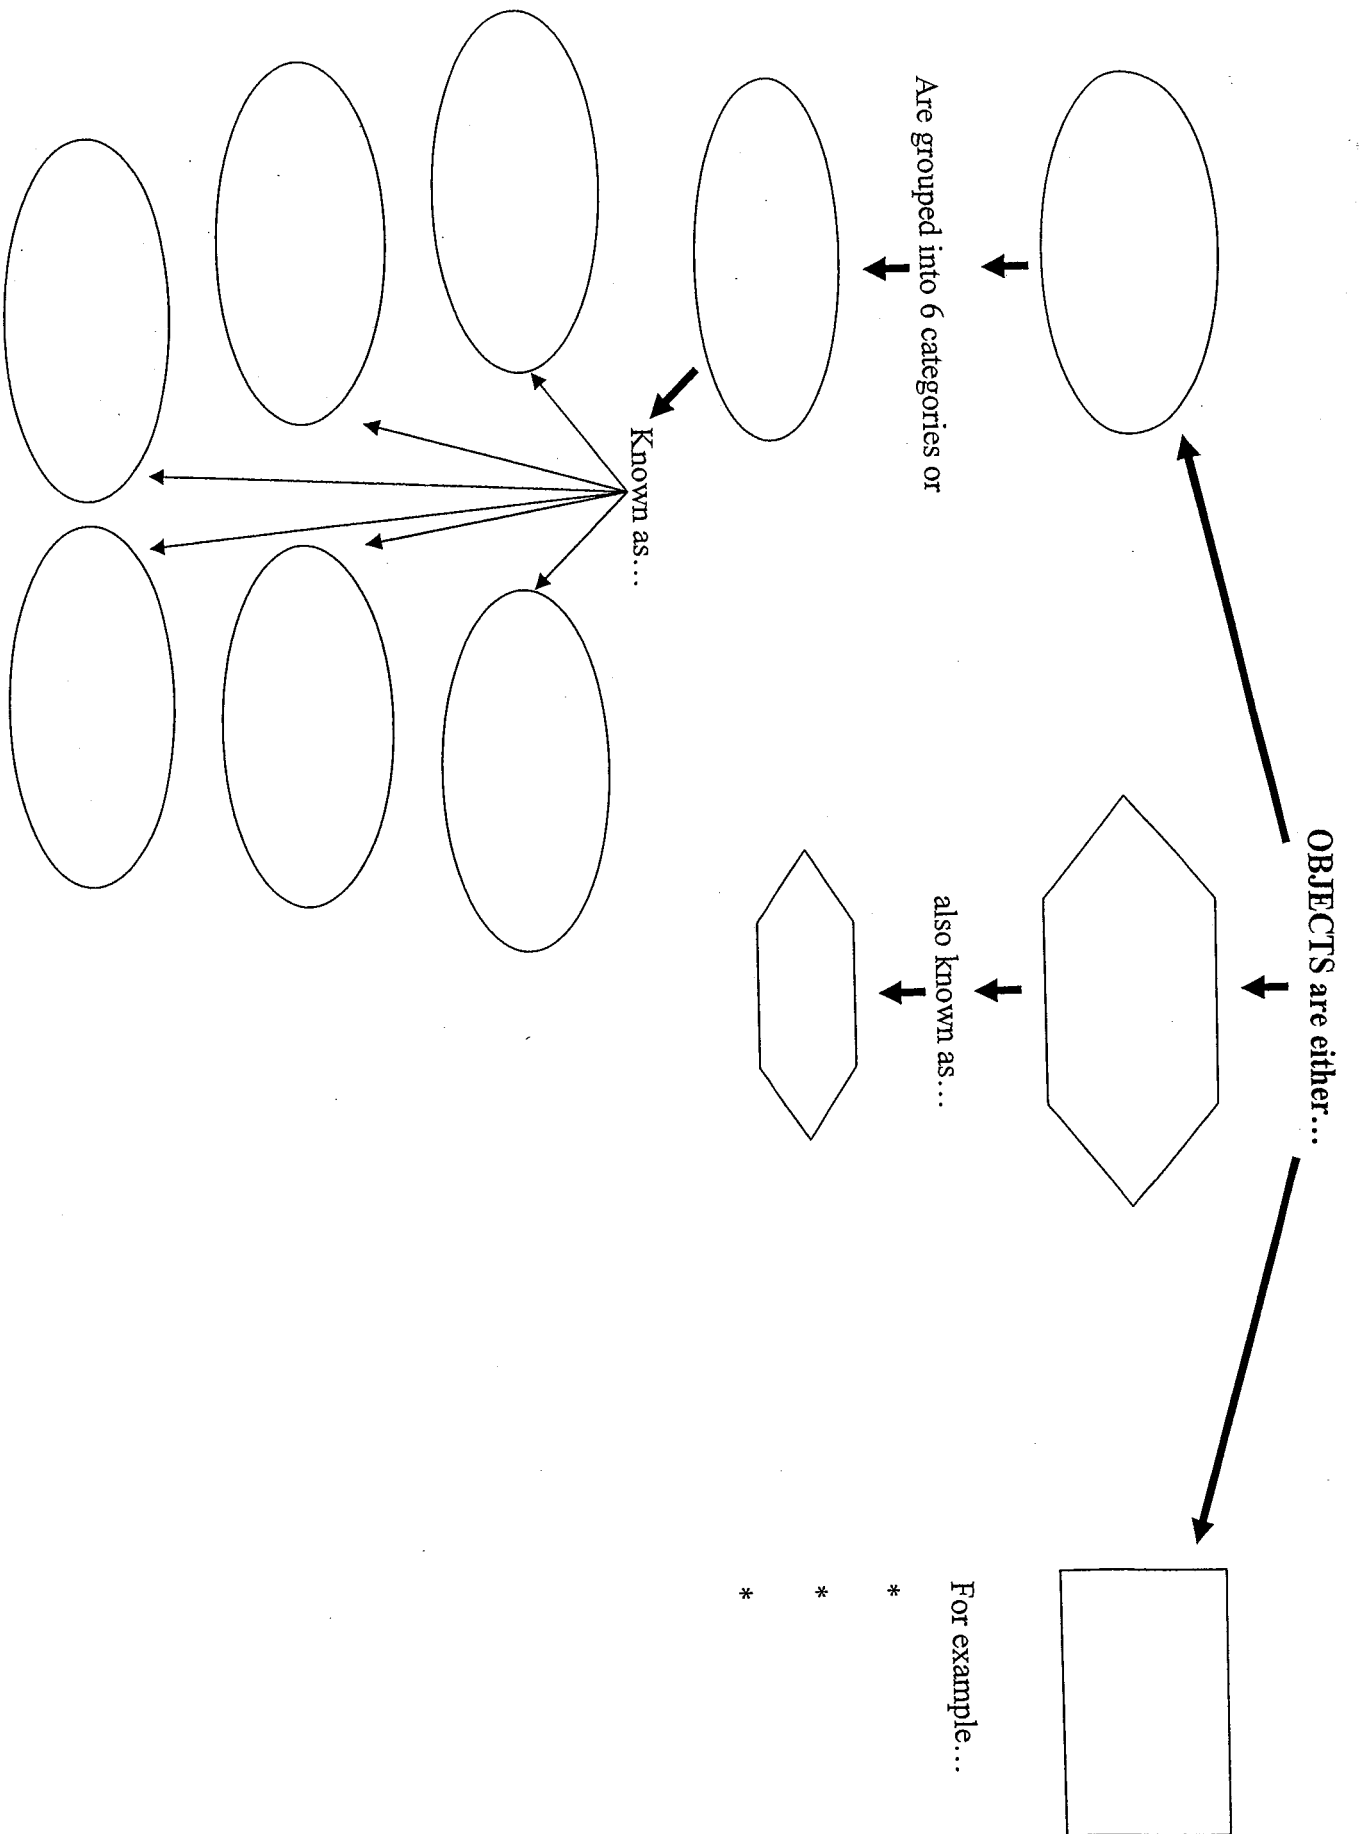 OBJECTS are either...
Are grouped into 6 categories or
also known as....
For example...
*
*
*
Known as...